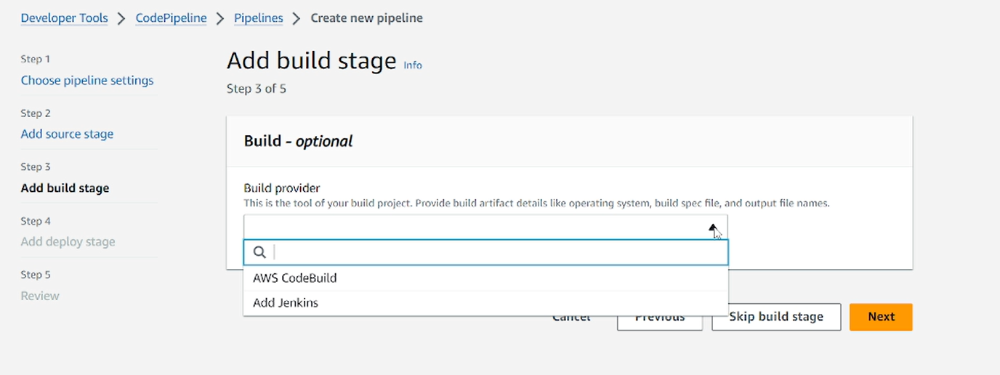 Developer Tools > CodePipeline > Pipelines > Create new pipeline
Step 1
Choose pipeline settings
Step 2
Add source stage
Step 3
Add build stage
Step 4
Add deploy stage
Step 5
Review
Add build stage Info
Step 3 of 5
Build - optional
Build provider
This is the tool of your build project. Provide build artifact details like operating system, build spec file, and output file names.
AWS CodeBuild
Add Jenkins
Cancel Previous Skip build stage Next